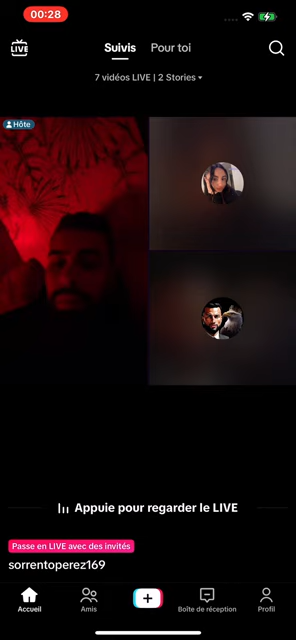 00:28
LIVE
Suivis
Pour toi
7 vidéos LIVE | 2 Stories
Hôte
Appuie pour regarder le LIVE
Passe en LIVE avec des invités
sorrentoperez169
Accueil
Amis
Boîte de réception
Profil